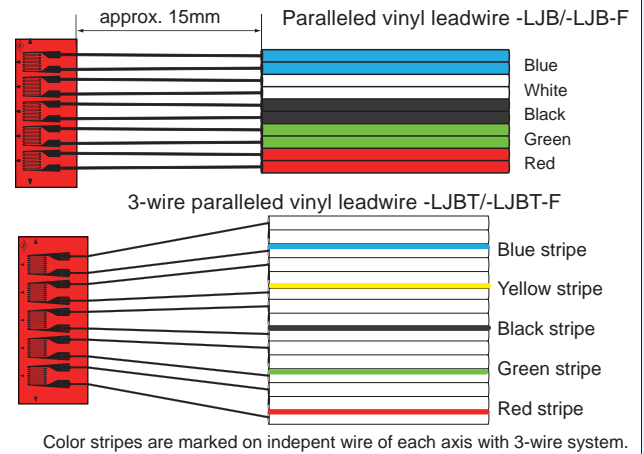 approx. 15mm
Paralleled vinyl leadwire -LJB/-LJB-F
Blue
White
Black
Green
Red
3-wire paralleled vinyl leadwire -LJBT/-LJBT-F
Blue stripe
Yellow stripe
Black stripe
Green stripe
Red stripe
Color stripes are marked on indepent wire of each axis with 3-wire system.